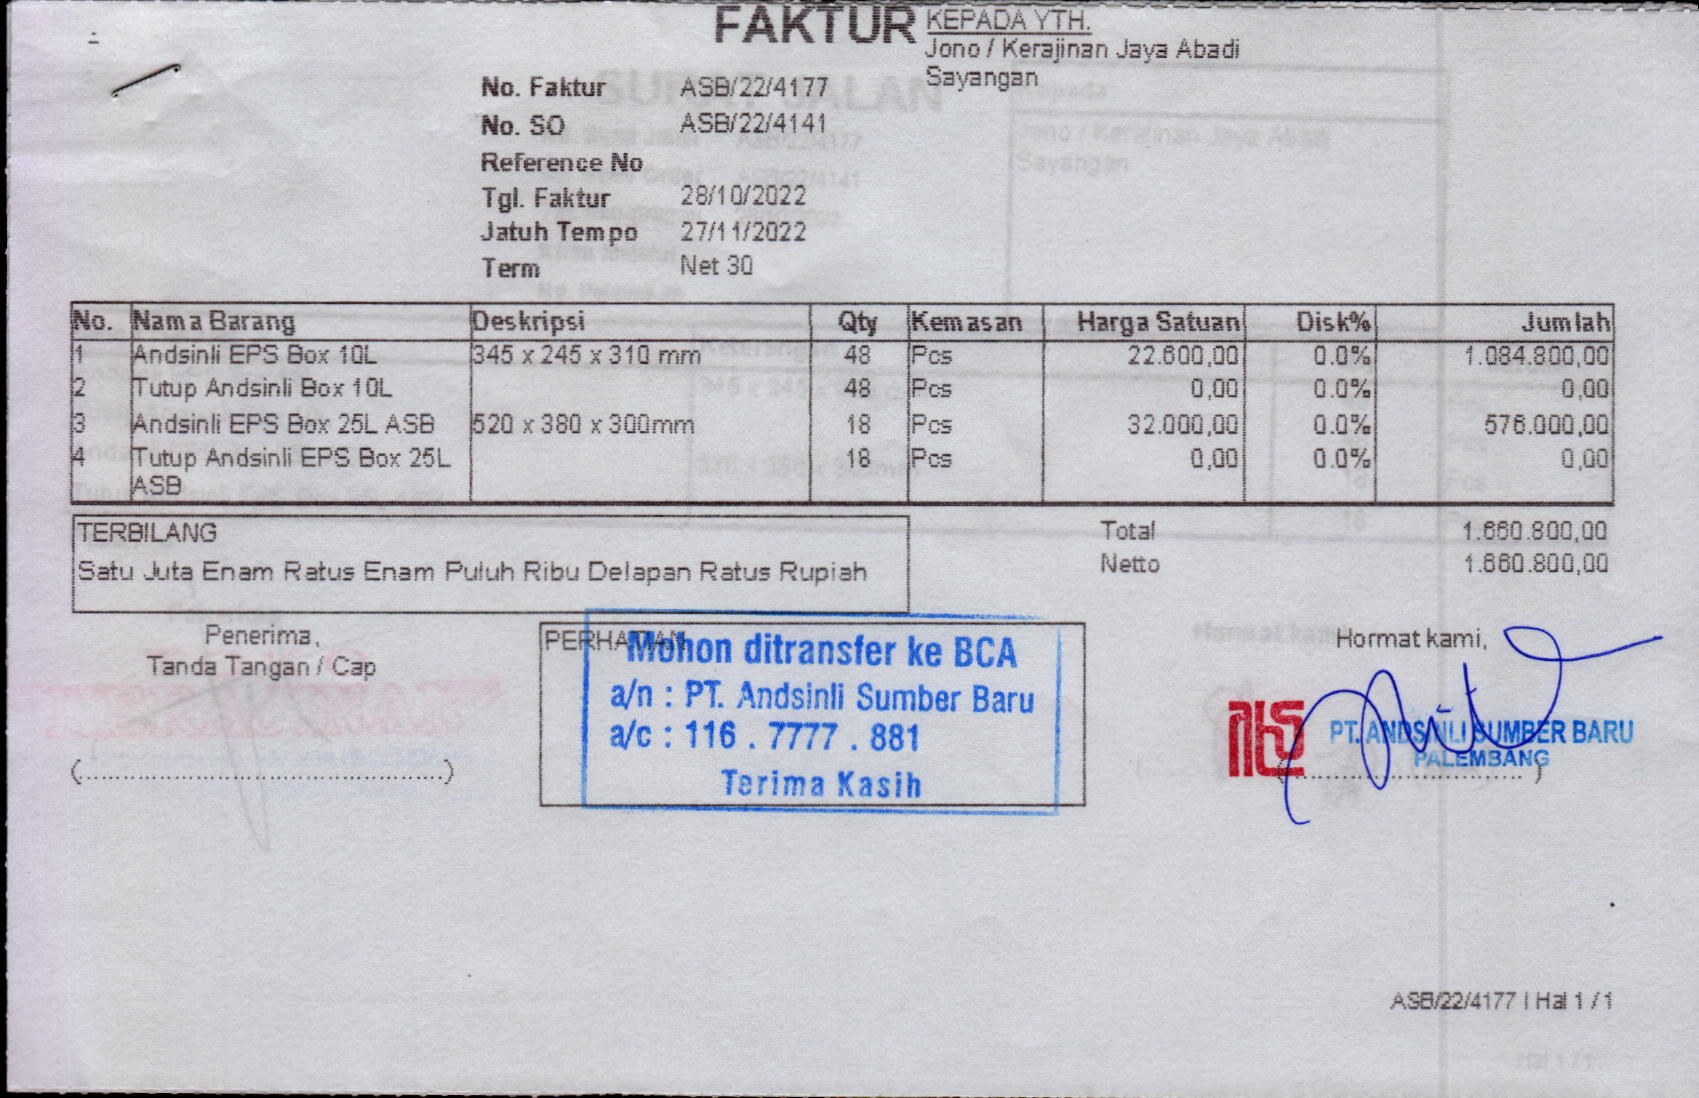 FAKTUR
KEPADA YTH.
Jono / Kerajinan Jaya Abadi
Sayangan
No. Faktur ASB/22/4177
No. SO ASB/22/4141
Reference No
Tgl. Faktur 28/10/2022
Jatuh Tempo 27/11/2022
Term Net 30
No. Nama Barang Deskripsi Qty Kemasan Harga Satuan Disk% Jumlah
1 Andsinli EPS Box 10L 345 x 245 x 310 mm 48 Pcs 22.600,00 0.0% 1.084.800,00
2 Tutup Andsinli Box 10L 48 Pcs 0,00 0.0% 0,00
3 Andsinli EPS Box 25L ASB 520 x 380 x 300mm 18 Pcs 32.000,00 0.0% 576.000,00
4 Tutup Andsinli EPS Box 25L 18 Pcs 0,00 0.0% 0,00
ASB
TERBILANG
Satu Juta Enam Ratus Enam Puluh Ribu Delapan Ratus Rupiah
Total 1.660.800,00
Netto 1.660.800,00
Penerima,
Tanda Tangan / Cap
(..........................................)
PERHATIAN
Mohon ditransfer ke BCA
a/n : PT. Andsinli Sumber Baru
a/c : 116 . 7777 . 881
Terima Kasih
Hormat kami,
PT. ANDSINLI SUMBER BARU
PALEMBANG
ASB/22/4177 | Hal 1 / 1